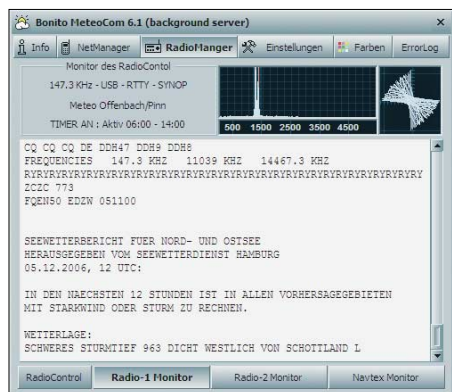 Bonito MeteoCom 6.1 (background server)
Info NetManager RadioManger Einstellungen Farben ErrorLog
Monitor des RadioContol
147.3 KHz - USB - RTTY - SYNOP
Meteo Offenbach/Pinn
TIMER AN : Aktiv 06:00 - 14:00
500 1500 2500 3500 4500
CQ CQ CQ DE DDH47 DDH9 DDH8
FREQUENCIES 147.3 KHZ 11039 KHZ 14467.3 KHZ
RYRYRYRYRYRYRYRYRYRYRYRYRYRYRYRYRYRYRYRYRYRYRYRYRYRYRYRYRYRY
ZCZC 773
FQEN50 EDZW 051100
SEEWETTERBERICHT FUER NORD- UND OSTSEE
HERAUSGEGEBEN VOM SEEWETTERDIENST HAMBURG
05.12.2006, 12 UTC:
IN DEN NAECHSTEN 12 STUNDEN IST IN ALLEN VORHERSAGEGEBIETEN
MIT STARKWIND ODER STURM ZU RECHNEN.
WETTERLAGE:
SCHWERES STURMTIEF 963 DICHT WESTLICH VON SCHOTTLAND L
RadioControl Radio-1 Monitor Radio-2 Monitor Navtex Monitor